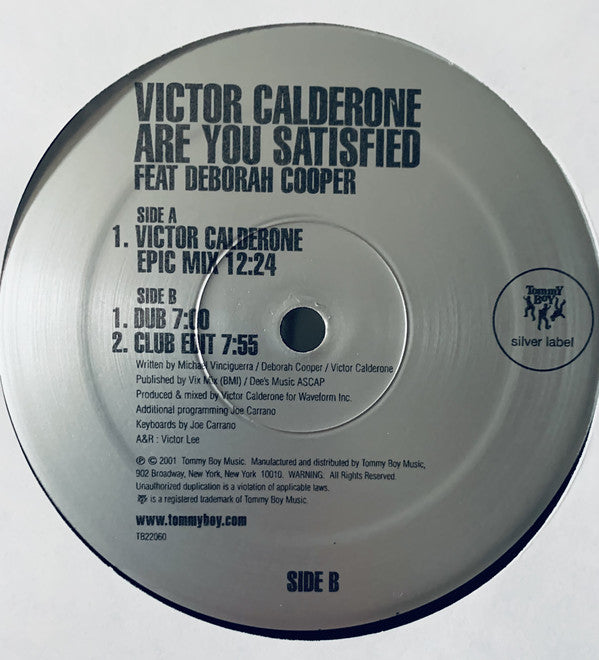 VICTOR CALDERONE
ARE YOU SATISFIED
FEAT DEBORAH COOPER
SIDE A
1. VICTOR CALDERONE
EPIC MIX 12:24
SIDE B
1. DUB 7:00
2. CLUB EDIT 7:55
Written by Michael Vinciguerra / Deborah Cooper / Victor Calderone
Published by Vix Mix (BMI) / Dee's Music ASCAP
Produced & mixed by Victor Calderone for Waveform Inc.
Additional programming Joe Carrano
Keyboards by Joe Carrano
A&R : Victor Lee
℗ © 2001 Tommy Boy Music. Manufactured and distributed by Tommy Boy Music,
902 Broadway, New York, New York 10010. WARNING. All Rights Reserved.
Unauthorized duplication is a violation of applicable laws.
is a registered trademark of Tommy Boy Music.
www.tommyboy.com
TB22060
SIDE B
Tommy
Boy
silver label